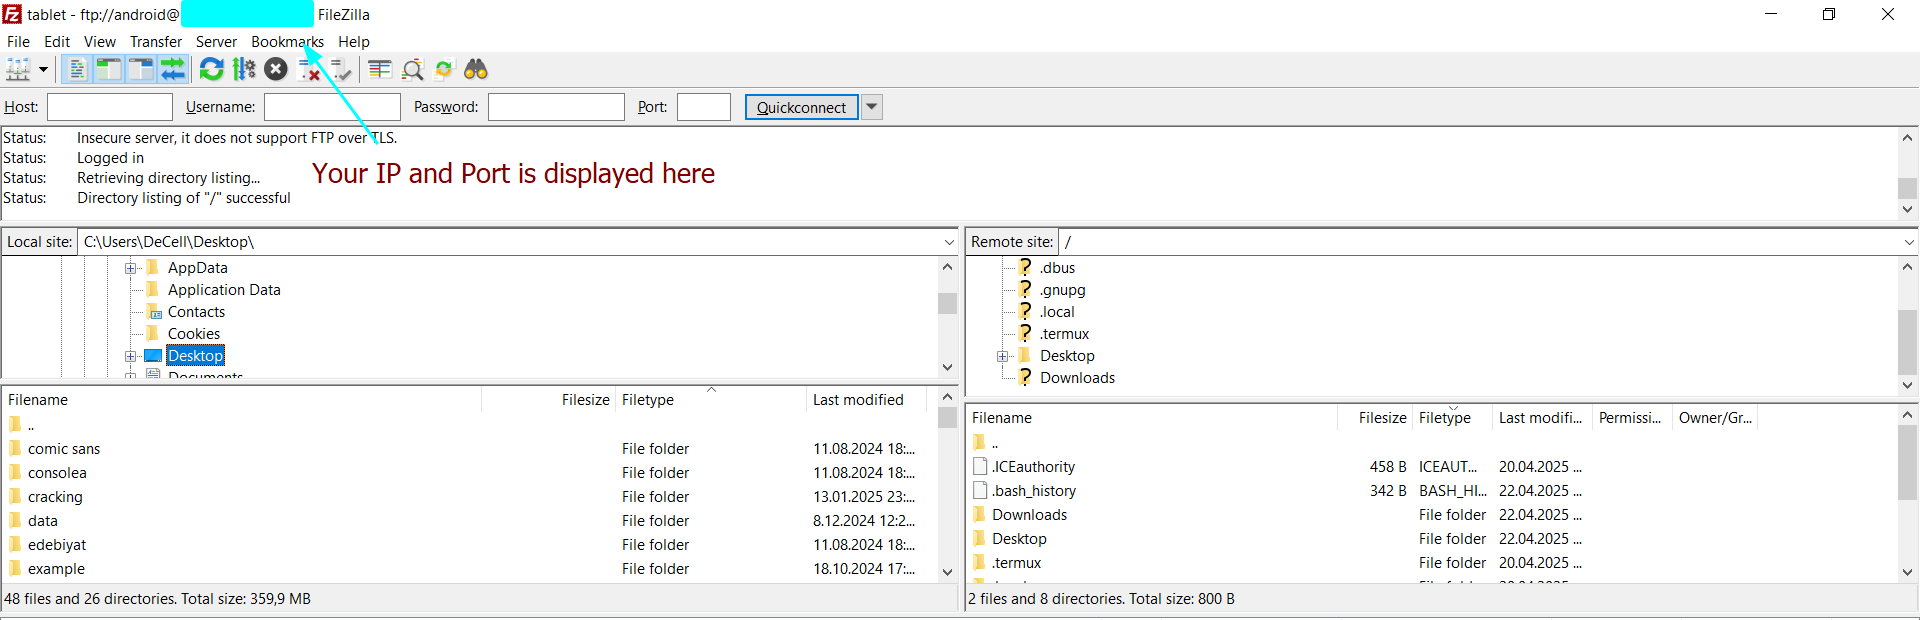 tablet - ftp://android@ FileZilla
File Edit View Transfer Server Bookmarks Help
Host: Username: Password: Port: Quickconnect
Status: Insecure server, it does not support FTP over TLS.
Status: Logged in
Status: Retrieving directory listing...
Status: Directory listing of "/" successful
Your IP and Port is displayed here
Local site: C:\Users\DeCell\Desktop\
AppData
Application Data
Contacts
Cookies
Desktop
Documents
Filename Filesize Filetype Last modified
..
comic sans File folder 11.08.2024 18:...
consolea File folder 11.08.2024 18:...
cracking File folder 13.01.2025 23:...
data File folder 8.12.2024 12:2...
edebiyat File folder 11.08.2024 18:...
example File folder 18.10.2024 17:...
48 files and 26 directories. Total size: 359,9 MB
Remote site: /
.dbus
.gnupg
.local
.termux
Desktop
Downloads
Filename Filesize Filetype Last modifi... Permissi... Owner/Gr...
..
.ICEauthority 458 B ICEAUT... 20.04.2025 ...
.bash_history 342 B BASH_HI... 22.04.2025 ...
Downloads File folder 22.04.2025 ...
Desktop File folder 22.04.2025 ...
.termux File folder 20.04.2025 ...
2 files and 8 directories. Total size: 800 B